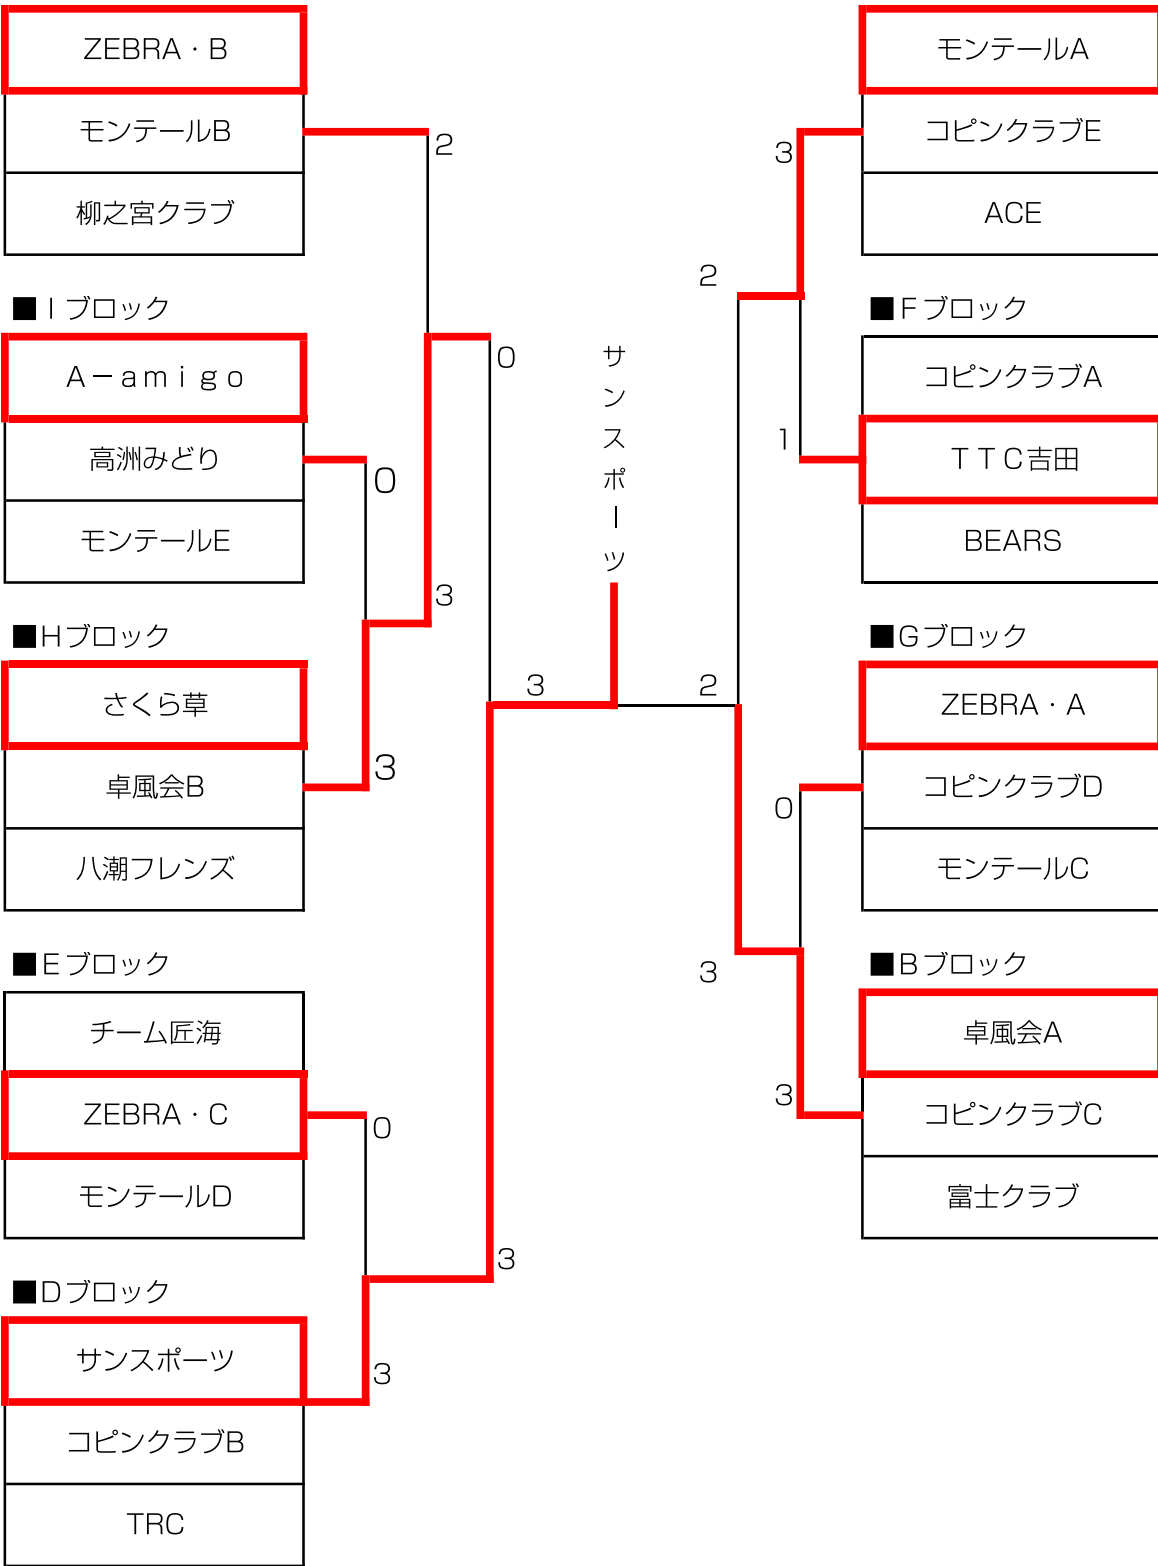 ZEBRA・B
モンテールB
柳之宮クラブ
2
■Iブロック
A－ａｍｉｇｏ
高洲みどり
モンテールE
0
0
3
■Hブロック
さくら草
卓風会B
八潮フレンズ
3
■Eブロック
チーム匠海
ZEBRA・C
モンテールD
0
■Dブロック
サンスポーツ
コピンクラブB
TRC
3
3
サンスポーツ
3
2
モンテールA
コピンクラブE
ACE
3
2
■Fブロック
コピンクラブA
ＴＴＣ吉田
BEARS
1
■Gブロック
ZEBRA・A
コピンクラブD
モンテールC
0
3
■Bブロック
卓風会A
コピンクラブC
富士クラブ
3